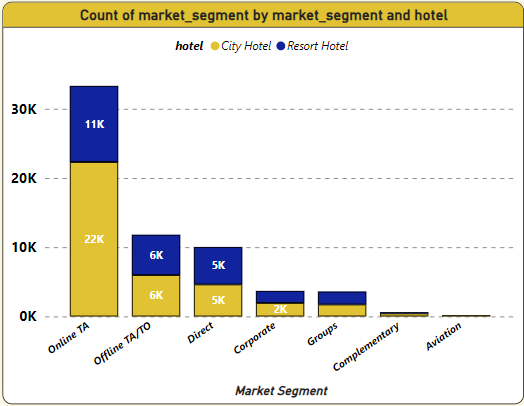 Count of market_segment by market_segment and hotel
hotel City Hotel Resort Hotel
30K
20K
10K
0K
11K
22K
6K
6K
5K
5K
2K
Online TA
Offline TA/TO
Direct
Corporate
Groups
Complementary
Aviation
Market Segment